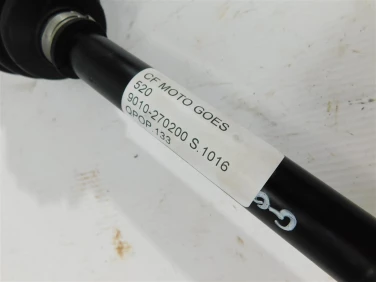 CF MOTO GOES
520
9010-270200 S.1016
QPOP 133